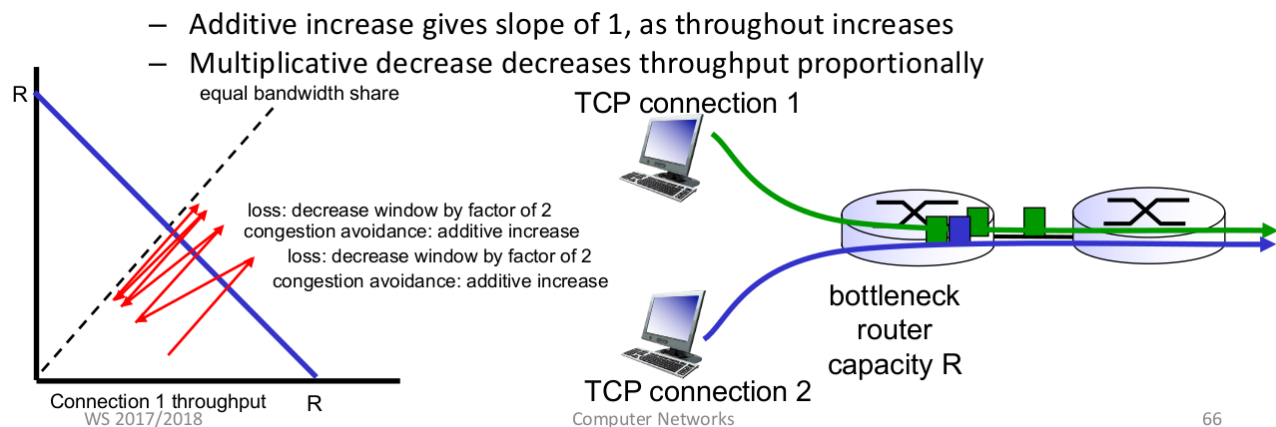 – Additive increase gives slope of 1, as throughout increases
– Multiplicative decrease decreases throughput proportionally
R
equal bandwidth share
loss: decrease window by factor of 2
congestion avoidance: additive increase
loss: decrease window by factor of 2
congestion avoidance: additive increase
Connection 1 throughput
R
TCP connection 1
bottleneck
router
capacity R
TCP connection 2
WS 2017/2018
Computer Networks
66